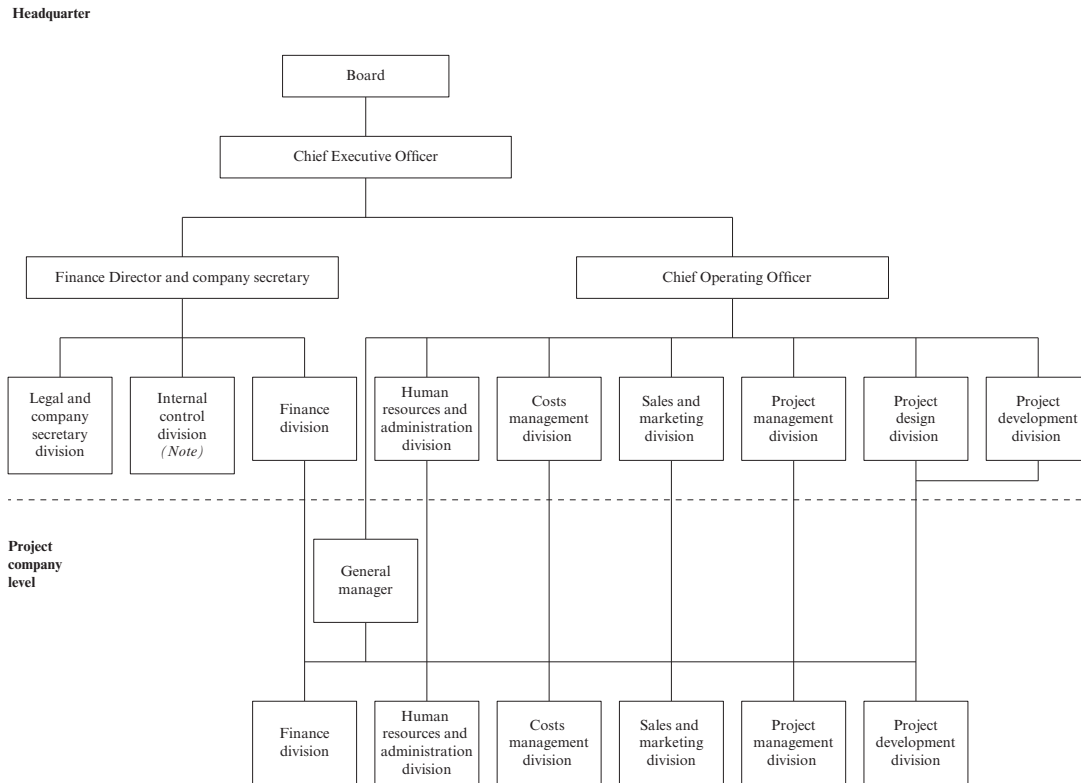 Headquarter
Board
Chief Executive Officer
Finance Director and company secretary
Chief Operating Officer
Legal and
company
secretary
division
Internal
control
division
(Note)
Finance
division
Human
resources and
administration
division
Costs
management
division
Sales and
marketing
division
Project
management
division
Project
design
division
Project
development
division
Project
company
level
General
manager
Finance
division
Human
resources and
administration
division
Costs
management
division
Sales and
marketing
division
Project
management
division
Project
development
division